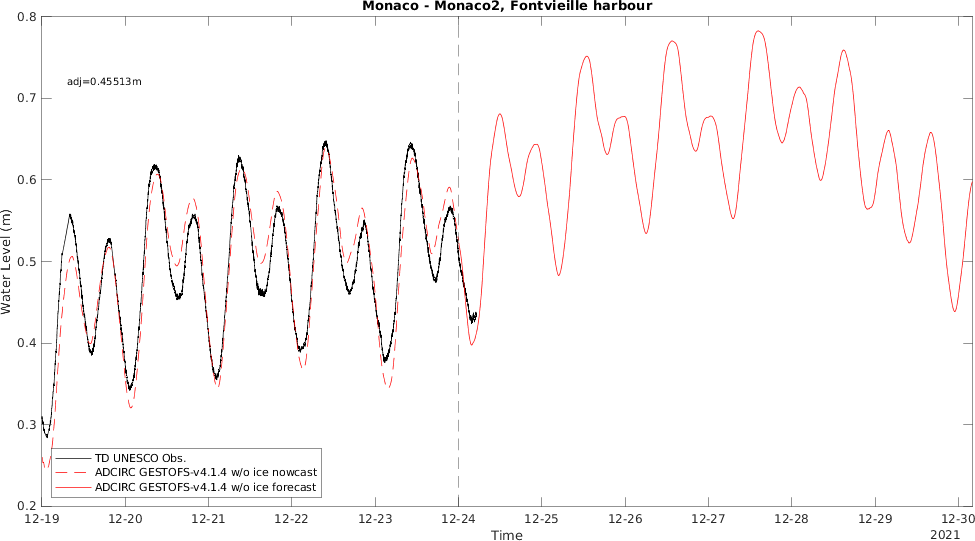 Monaco - Monaco2, Fontvieille harbour
0.8
adj=0.45513m
0.7
0.6
0.5
Water Level (m)
0.4
0.3
TD UNESCO Obs.
ADCIRC GESTOFS-v4.1.4 w/o ice nowcast
ADCIRC GESTOFS-v4.1.4 w/o ice forecast
0.2
12-19 12-20 12-21 12-22 12-23 12-24 12-25 12-26 12-27 12-28 12-29 12-30
Time 2021